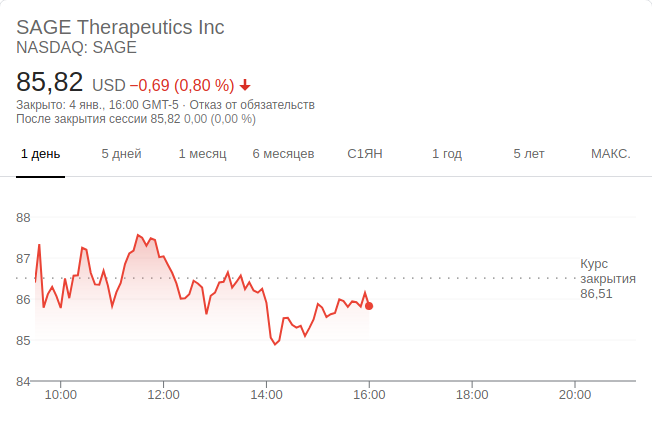 SAGE Therapeutics Inc
NASDAQ: SAGE
85,82 USD −0,69 (0,80 %)
Закрыто: 4 янв., 16:00 GMT-5 · Отказ от обязательств
После закрытия сессии 85,82 0,00 (0,00 %)
1 день 5 дней 1 месяц 6 месяцев С1ЯН 1 год 5 лет МАКС.
88
87
Курс
закрытия
86,51
86
85
84
10:00 12:00 14:00 16:00 18:00 20:00